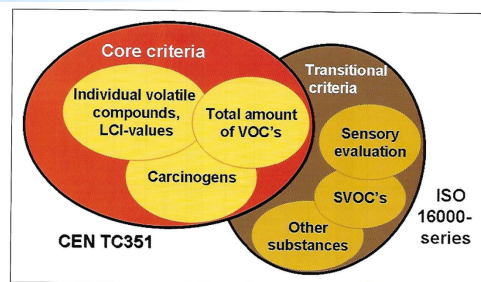 Core criteria
Individual volatile
compounds,
LCI-values
Total amount
of VOC's
Carcinogens
CEN TC351
Transitional
criteria
Sensory
evaluation
SVOC's
Other
substances
ISO
16000-
series